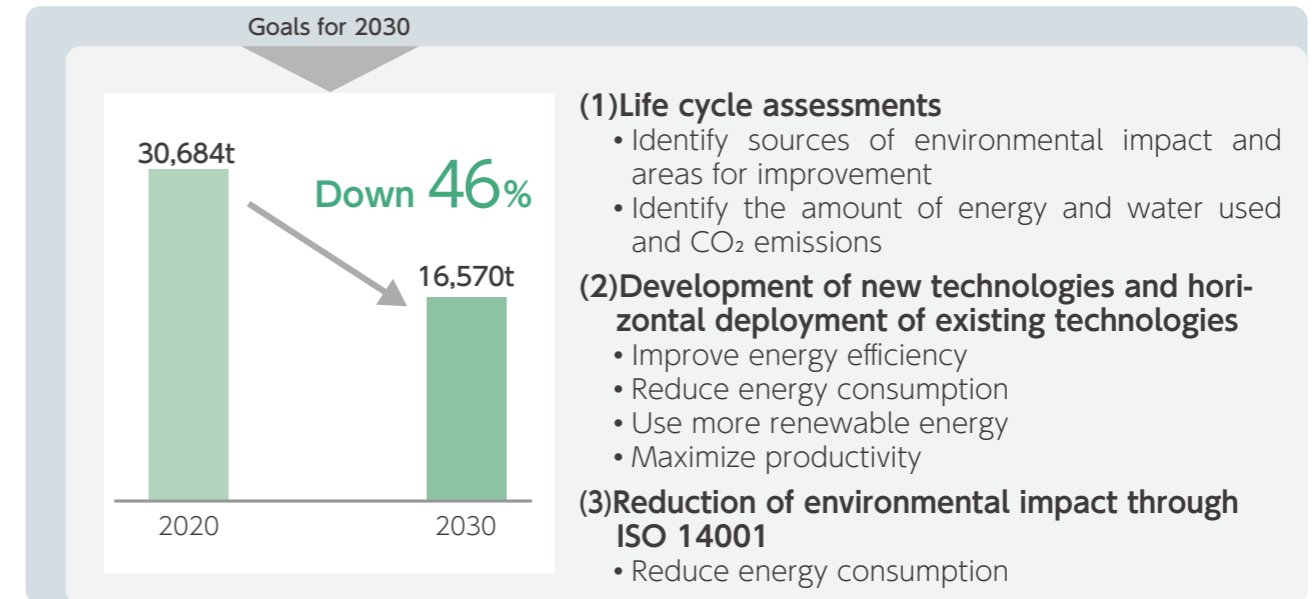 Goals for 2030
30,684t
Down 46%
16,570t
2020
2030
(1)Life cycle assessments
• Identify sources of environmental impact and
areas for improvement
• Identify the amount of energy and water used
and CO₂ emissions
(2)Development of new technologies and hori-
zontal deployment of existing technologies
• Improve energy efficiency
• Reduce energy consumption
• Use more renewable energy
• Maximize productivity
(3)Reduction of environmental impact through
ISO 14001
• Reduce energy consumption